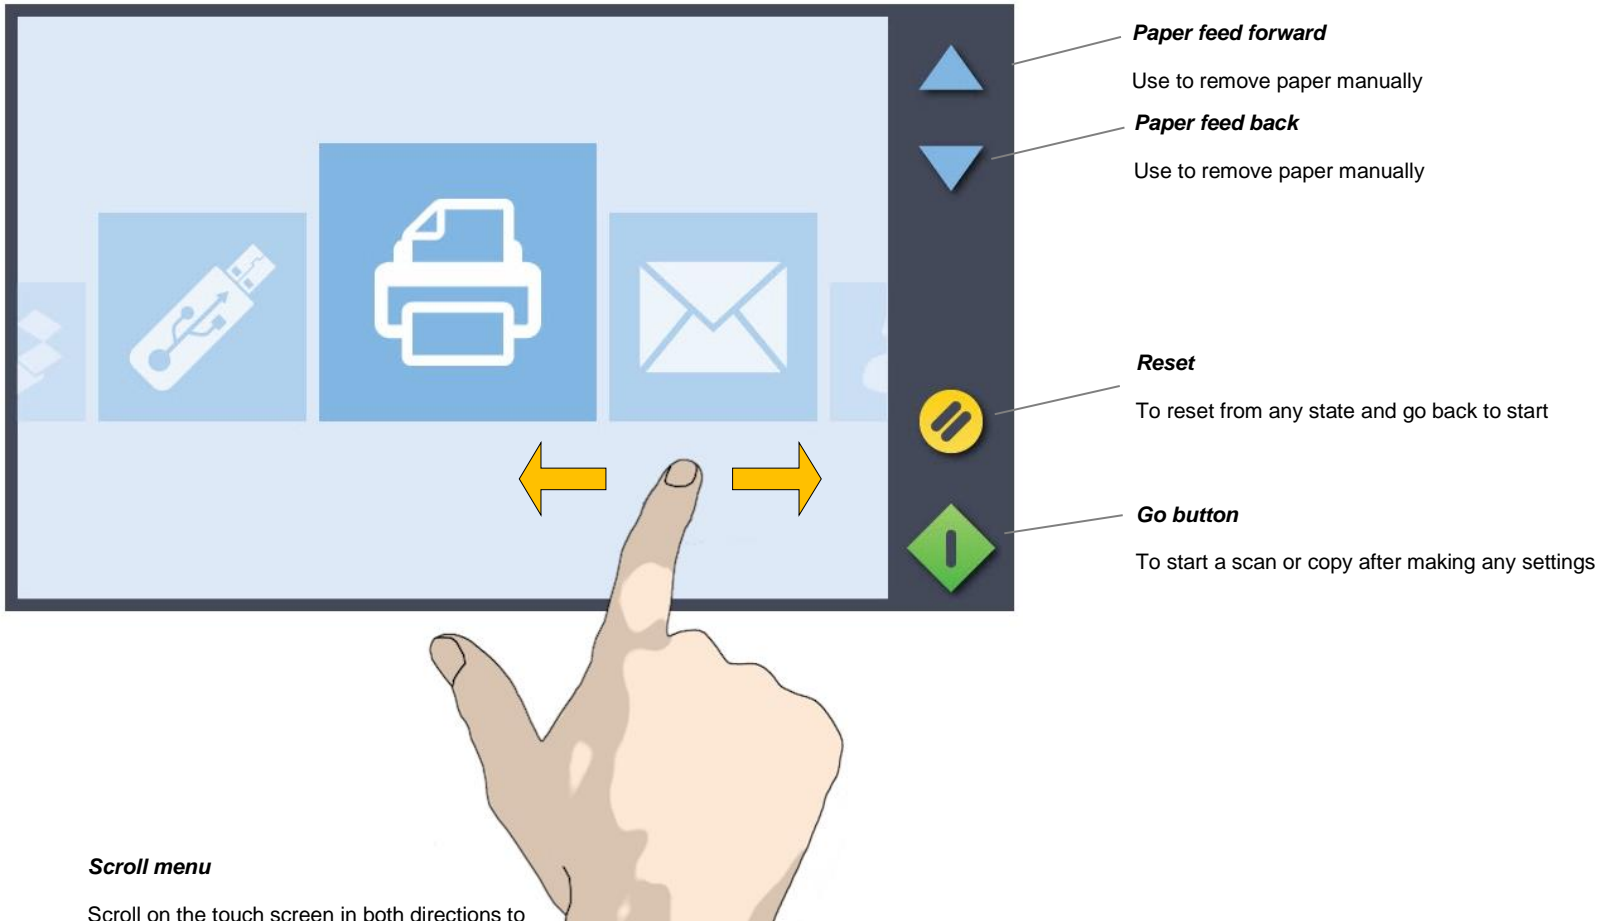 Paper feed forward
Use to remove paper manually
Paper feed back
Use to remove paper manually
Reset
To reset from any state and go back to start
Go button
To start a scan or copy after making any settings
Scroll menu
Scroll on the touch screen in both directions to